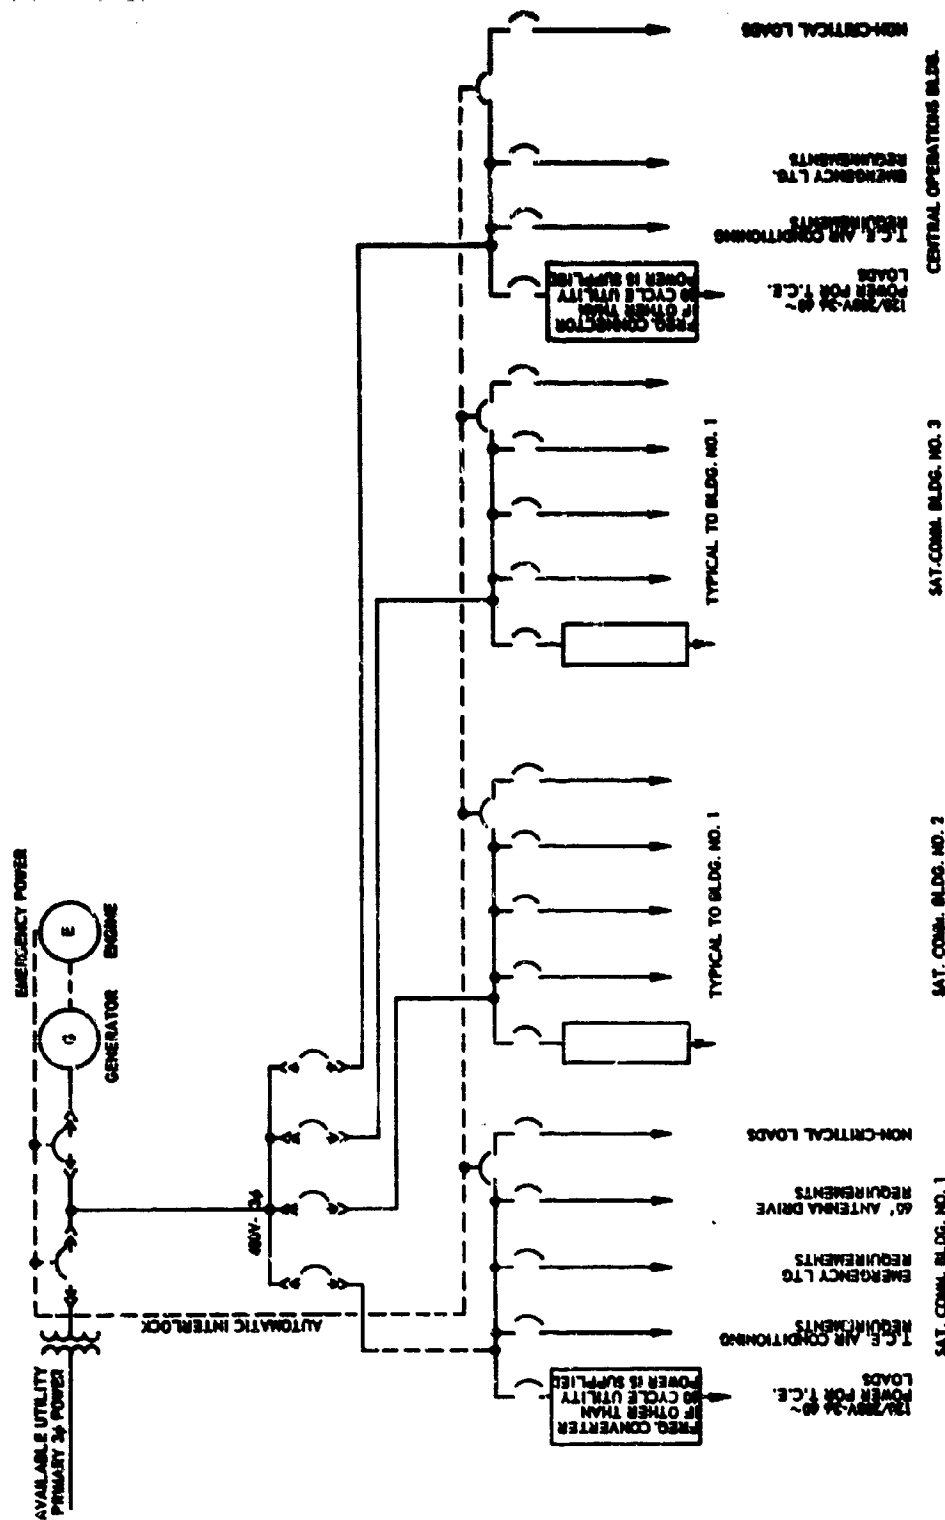 AVAILABLE UTILITY
PRIMARY 3ϕ POWER
EMERGENCY POWER
G
E
GENERATOR
ENGINE
480V- 3ϕ
AUTOMATIC INTERLOCK
FREQ. CONVERTER
IF OTHER THAN
60 CYCLE UTILITY
POWER IS SUPPLIED
120/208V-3ϕ 60~
POWER FOR T.C.E.
LOADS
T.C.E. AIR CONDITIONING
REQUIREMENTS
EMERGENCY LTG
REQUIREMENTS
60' ANTENNA DRIVE
REQUIREMENTS
NON-CRITICAL LOADS
SAT. COMM. BLDG. NO. 1
TYPICAL TO BLDG. NO. 1
SAT. COMM. BLDG. NO. 2
TYPICAL TO BLDG. NO. 1
SAT.COMM. BLDG. NO. 3
FREQ. CONNECTOR
IF OTHER THAN
60 CYCLE UTILITY
POWER IS SUPPLIED
120/208V-3ϕ 60~
POWER FOR T.C.E.
LOADS
T.C.E. AIR CONDITIONING
REQUIREMENTS
EMERGENCY LTG.
REQUIREMENTS
NON-CRITICAL LOADS
CENTRAL OPERATIONS BLDG.